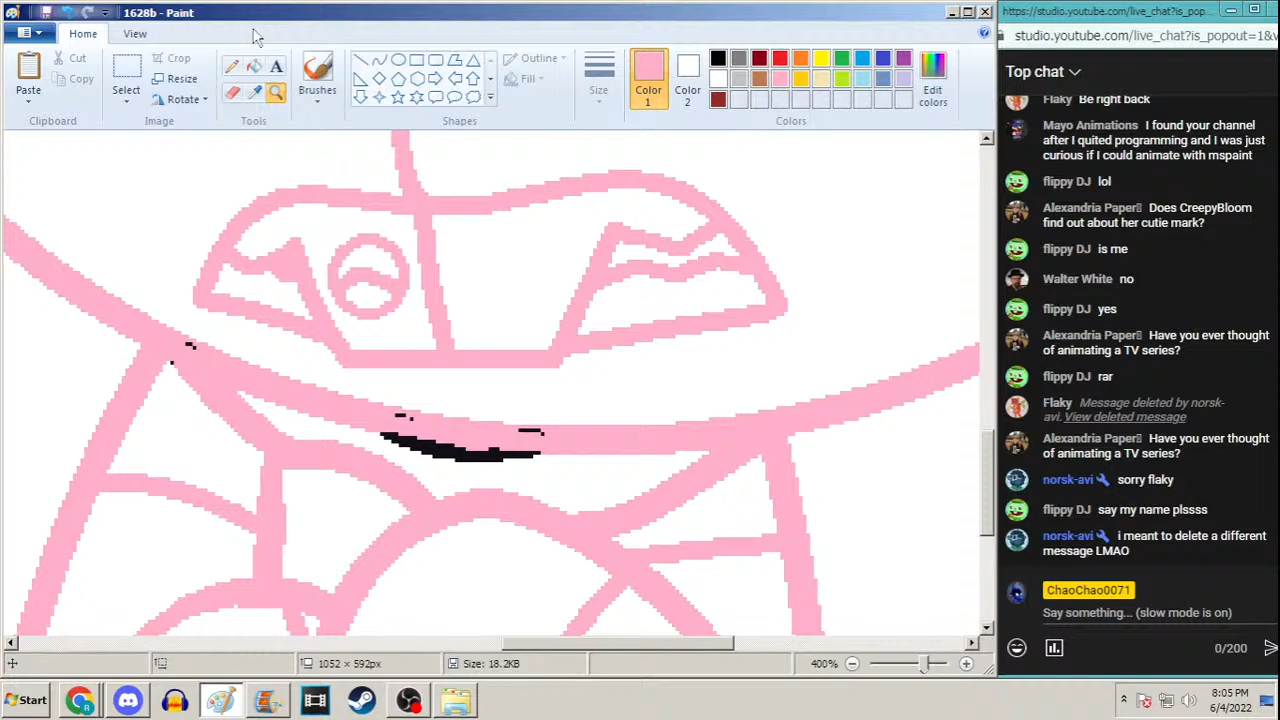 1628b - Paint
Home
View
Paste
Cut
Copy
Clipboard
Select
Crop
Resize
Rotate
Image
Tools
Brushes
Outline
Fill
Shapes
Size
Color
1
Color
2
Edit
colors
Colors
1052 × 592px
Size: 18.2KB
400%
https://studio.youtube.com/live_chat?is_pop...
studio.youtube.com/live_chat?is_popout=1&v
Top chat
Flaky Be right back
Mayo Animations I found your channel
after I quited programming and I was just
curious if I could animate with mspaint
flippy DJ lol
Alexandria Paper Does CreepyBloom
find out about her cutie mark?
flippy DJ is me
Walter White no
flippy DJ yes
Alexandria Paper Have you ever thought
of animating a TV series?
flippy DJ rar
Flaky Message deleted by norsk-
avi. View deleted message
Alexandria Paper Have you ever thought
of animating a TV series?
norsk-avi sorry flaky
flippy DJ say my name plssss
norsk-avi i meant to delete a different
message LMAO
ChaoChao0071
Say something... (slow mode is on)
0/200
Start
8:05 PM
6/4/2022